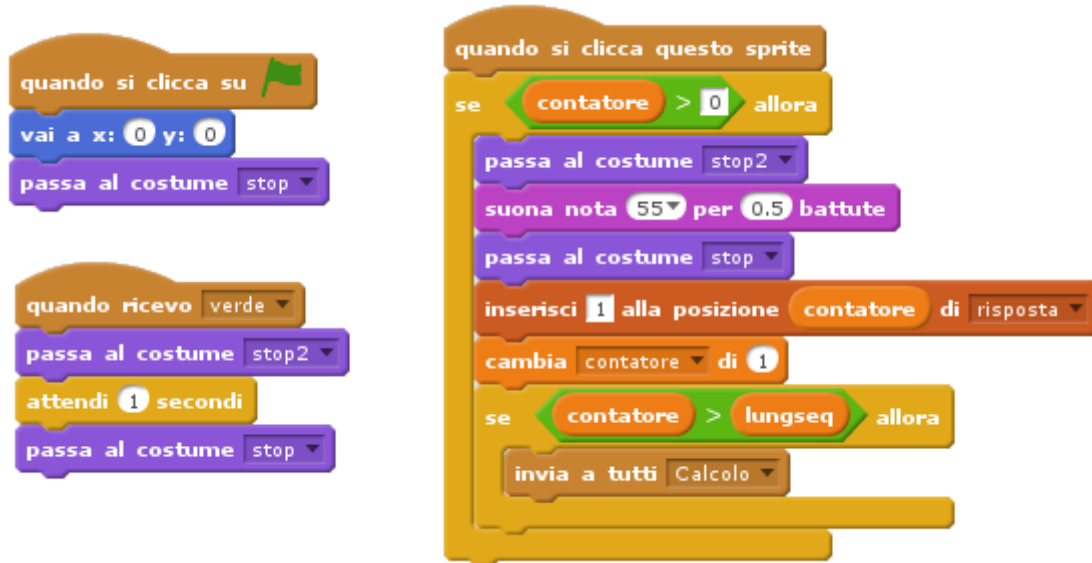 quando si clicca su
vai a x: 0 y: 0
passa al costume stop
quando ricevo verde
passa al costume stop2
attendi 1 secondi
passa al costume stop
quando si clicca questo sprite
se contatore > 0 allora
passa al costume stop2
suona nota 55 per 0.5 battute
passa al costume stop
inserisci 1 alla posizione contatore di risposta
cambia contatore di 1
se contatore > lungseq allora
invia a tutti Calcolo